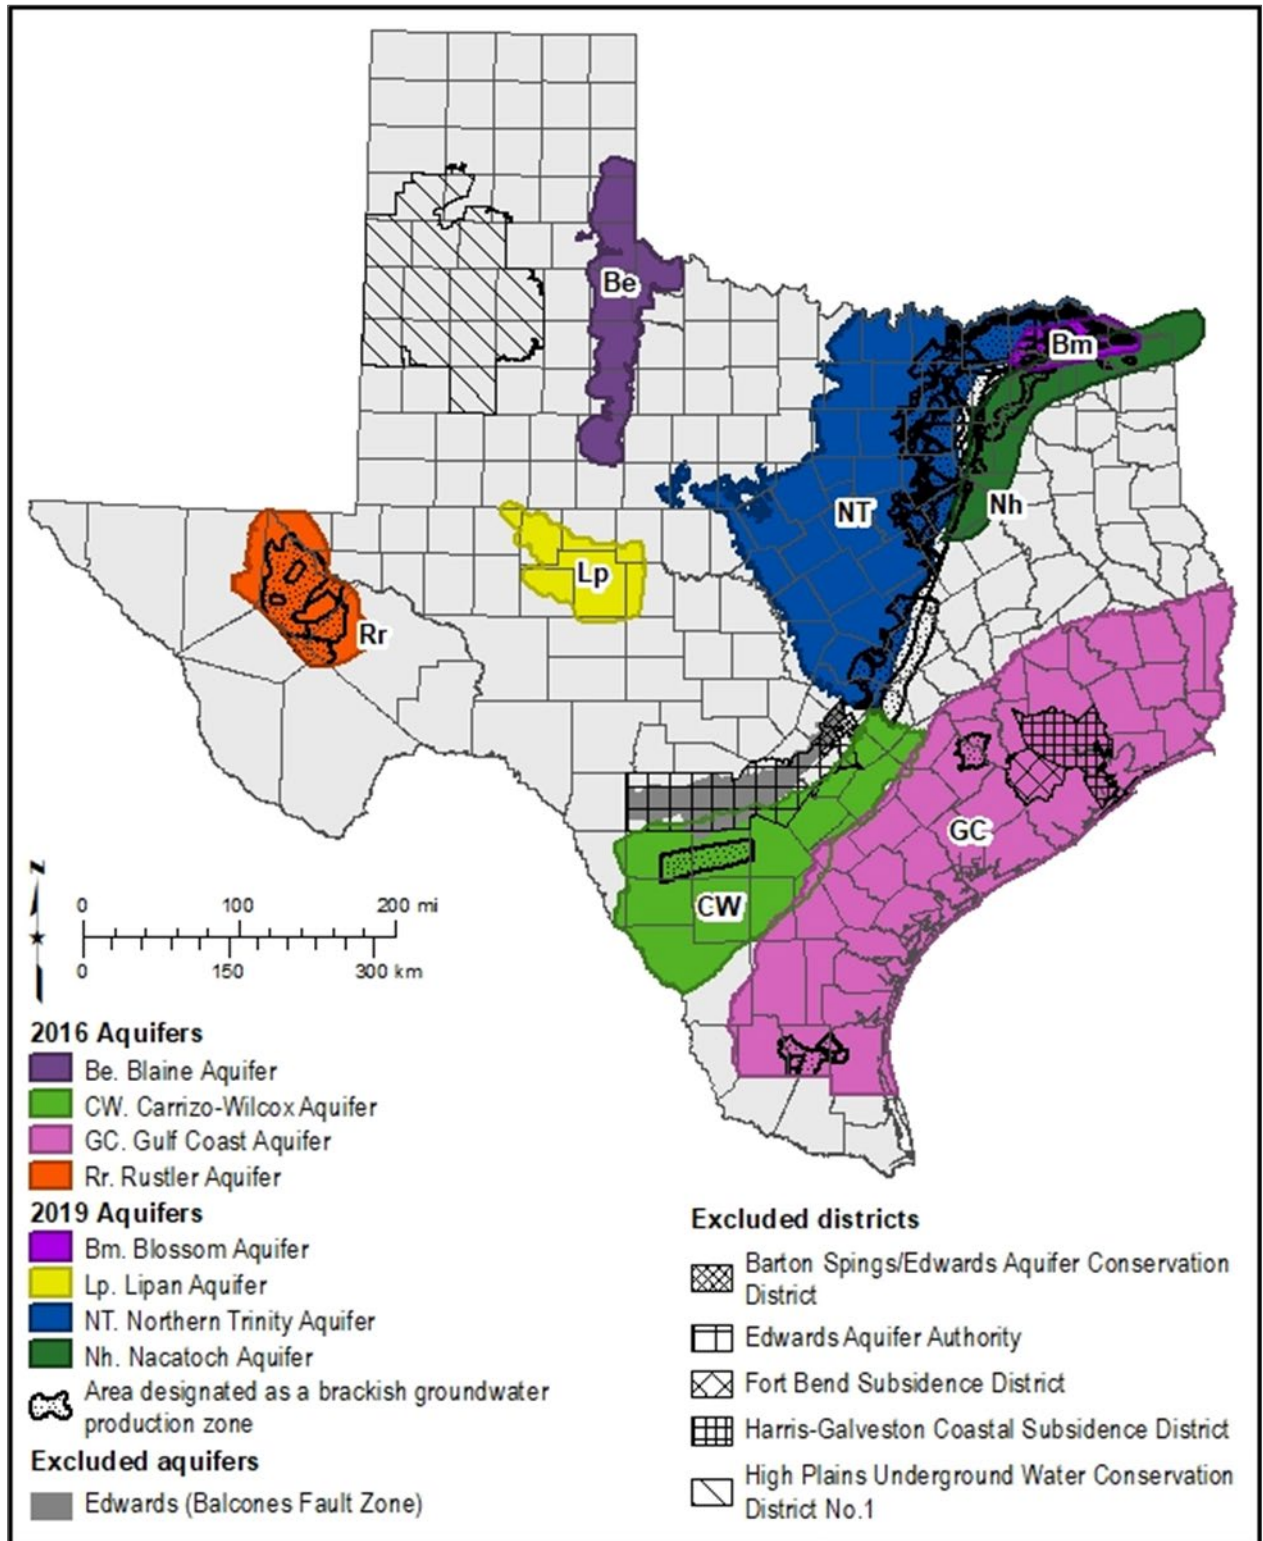 Be
Bm
NT
Nh
Lp
Rr
GC
CW
N
0 100 200 mi
0 150 300 km
2016 Aquifers
Be. Blaine Aquifer
CW. Carrizo-Wilcox Aquifer
GC. Gulf Coast Aquifer
Rr. Rustler Aquifer
2019 Aquifers
Bm. Blossom Aquifer
Lp. Lipan Aquifer
NT. Northern Trinity Aquifer
Nh. Nacatoch Aquifer
Area designated as a brackish groundwater
production zone
Excluded aquifers
Edwards (Balcones Fault Zone)
Excluded districts
Barton Spings/Edwards Aquifer Conservation
District
Edwards Aquifer Authority
Fort Bend Subsidence District
Harris-Galveston Coastal Subsidence District
High Plains Underground Water Conservation
District No.1